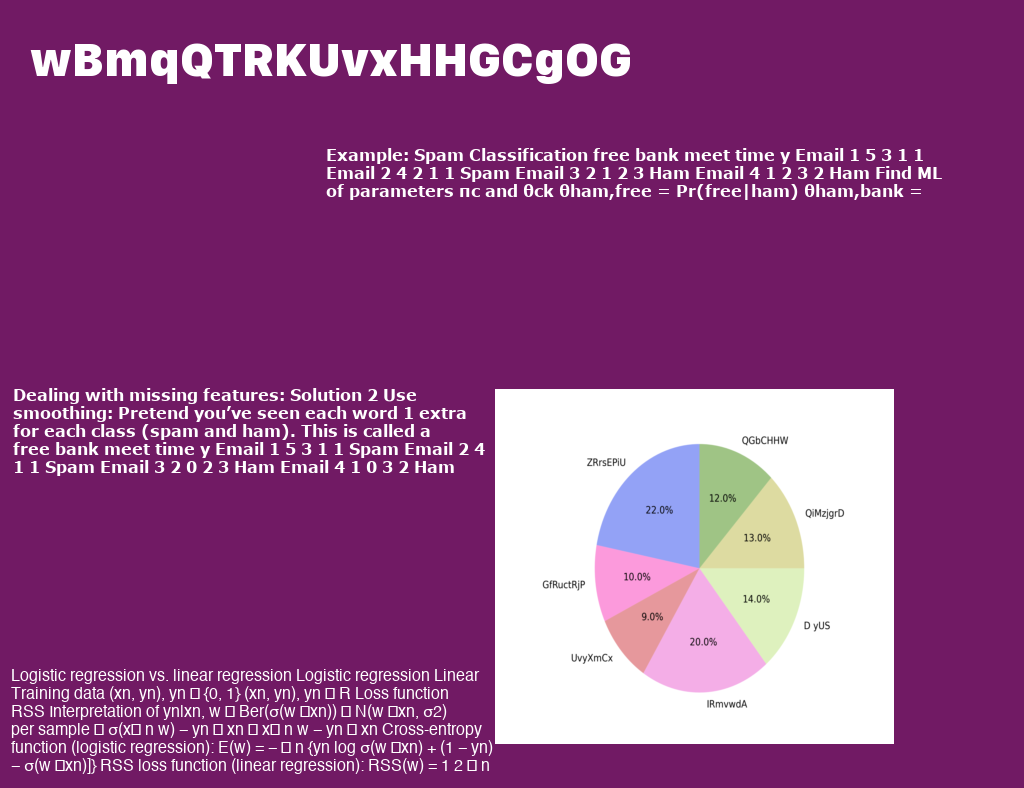 wBmqQTRKUvxHHGCgOG
Example: Spam Classification free bank meet time y Email 1 5 3 1 1
Email 2 4 2 1 1 Spam Email 3 2 1 2 3 Ham Email 4 1 2 3 2 Ham Find ML
of parameters πc and θck θham,free = Pr(free|ham) θham,bank =
Dealing with missing features: Solution 2 Use
smoothing: Pretend you’ve seen each word 1 extra
for each class (spam and ham). This is called a
free bank meet time y Email 1 5 3 1 1 Spam Email 2 4
1 1 Spam Email 3 2 0 2 3 Ham Email 4 1 0 3 2 Ham
QGbCHHW
ZRrsEPiU
12.0%
22.0%
QiMzjgrD
13.0%
10.0%
GfRuctRjP
14.0%
9.0%
D yUS
20.0%
UvyXmCx
IRmvwdA
Logistic regression vs. linear regression Logistic regression Linear
Training data (xn, yn), yn {0, 1} (xn, yn), yn R Loss function
RSS Interpretation of yn|xn, w Ber(σ(w xn)) N(w xn, σ2)
per sample σ(x n w) − yn xn x n w − yn xn Cross-entropy
function (logistic regression): E(w) = − n {yn log σ(w xn) + (1 − yn)
− σ(w xn)]} RSS loss function (linear regression): RSS(w) = 1 2 n